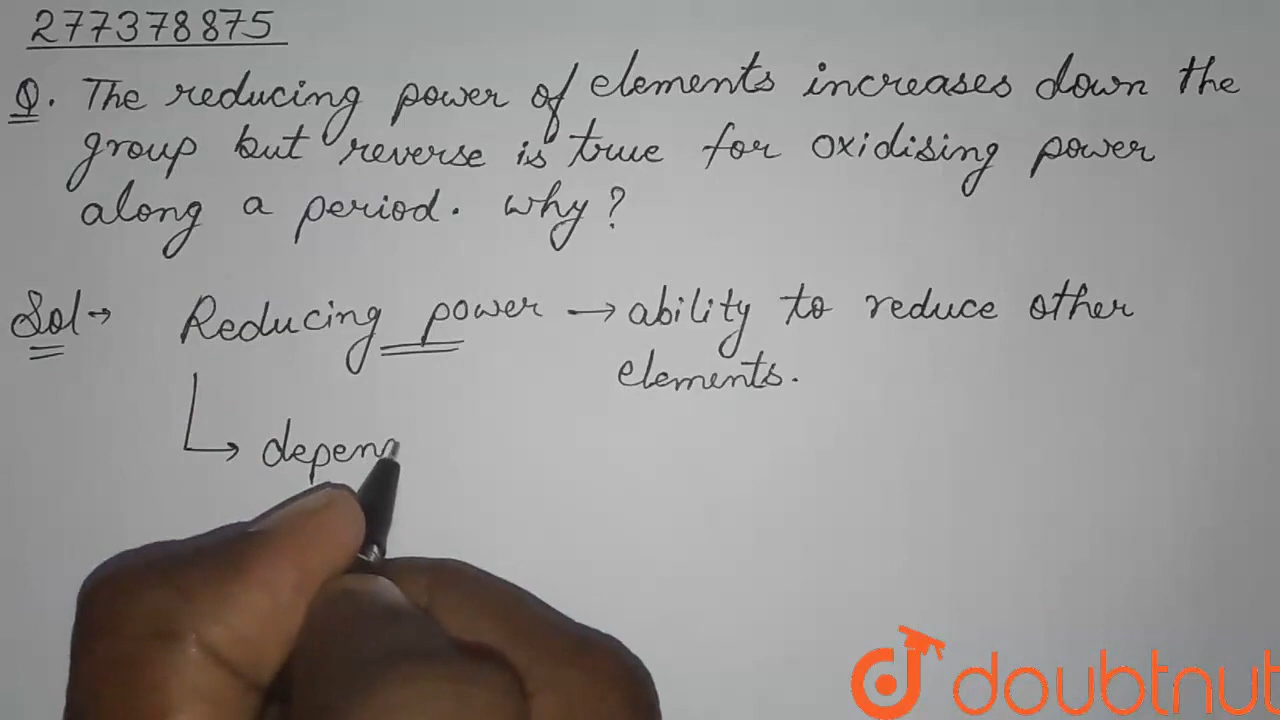 277378875
Q. The reducing power of elements increases down the
group but reverse is true for oxidising power
along a period. why?
Sol → Reducing power → ability to reduce other
elements.
↳ depen
doubtnut